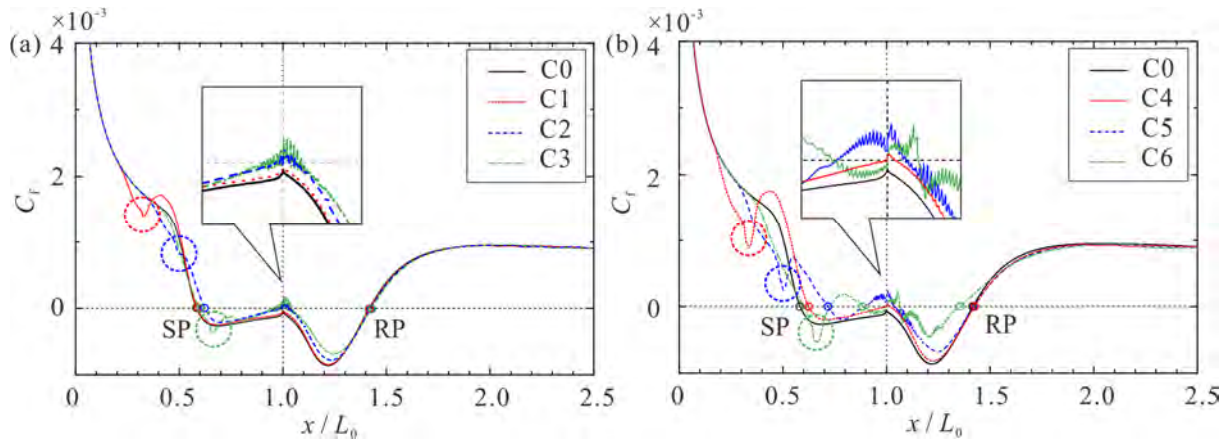 (a)
×10⁻³
4
2
0
C_f
C0
C1
C2
C3
SP
RP
0 0.5 1.0 1.5 2.0 2.5
x / L₀
(b)
×10⁻³
4
2
0
C_f
C0
C4
C5
C6
SP
RP
0 0.5 1.0 1.5 2.0 2.5
x / L₀